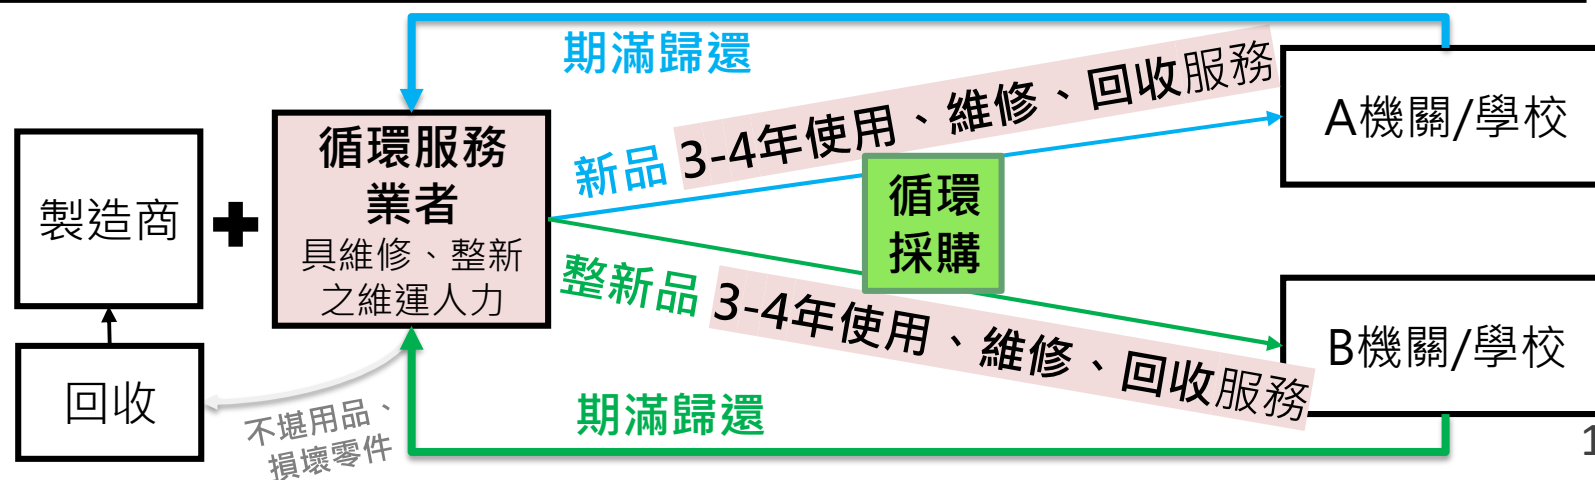 期滿歸還
新品 3-4年使用、維修、回收服務
A機關/學校
製造商
循環服務
業者
具維修、整新
之維運人力
循環
採購
整新品 3-4年使用、維修、回收服務
B機關/學校
回收
不堪用品、
損壞零件
期滿歸還
1